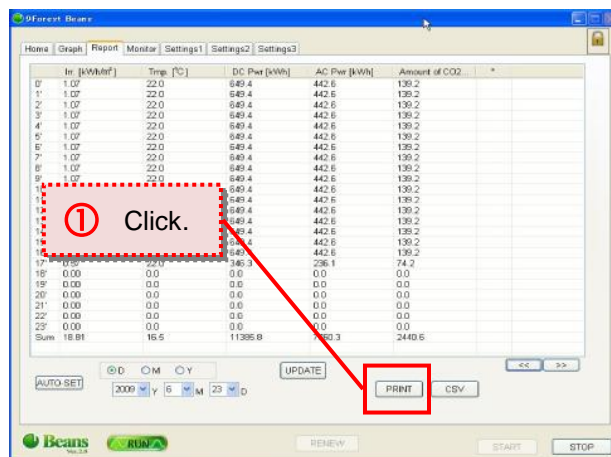 9Forest Beans
Home Graph Report Monitor Settings1 Settings2 Settings3
Irr. [kWh/m²] Tmp. [℃] DC Pwr [kWh] AC Pwr [kWh] Amount of CO2... *
0' 1.07 22.0 649.4 442.6 139.2
1' 1.07 22.0 649.4 442.6 139.2
2' 1.07 22.0 649.4 442.6 139.2
3' 1.07 22.0 649.4 442.6 139.2
4' 1.07 22.0 649.4 442.6 139.2
5' 1.07 22.0 649.4 442.6 139.2
6' 1.07 22.0 649.4 442.6 139.2
7' 1.07 22.0 649.4 442.6 139.2
8' 1.07 22.0 649.4 442.6 139.2
9' 1.07 22.0 649.4 442.6 139.2
649.4 442.6 139.2
649.4 442.6 139.2
649.4 442.6 139.2
442.6 139.2
442.6 139.2
442.6 139.2
442.6 139.2
17' 22.0 346.3 236.1 74.2
18' 0.00 0.0 0.0 0.0 0.0
19' 0.00 0.0 0.0 0.0 0.0
20' 0.00 0.0 0.0 0.0 0.0
21' 0.00 0.0 0.0 0.0 0.0
22' 0.00 0.0 0.0 0.0 0.0
23' 0.00 0.0 0.0 0.0 0.0
Sum 18.81 16.5 11385.8 2440.6
① Click.
<< >>
D M Y UPDATE
AUTO SET 2009 Y 6 M 23 D PRINT CSV
Beans RUN RENEW START STOP
Ver.2.0